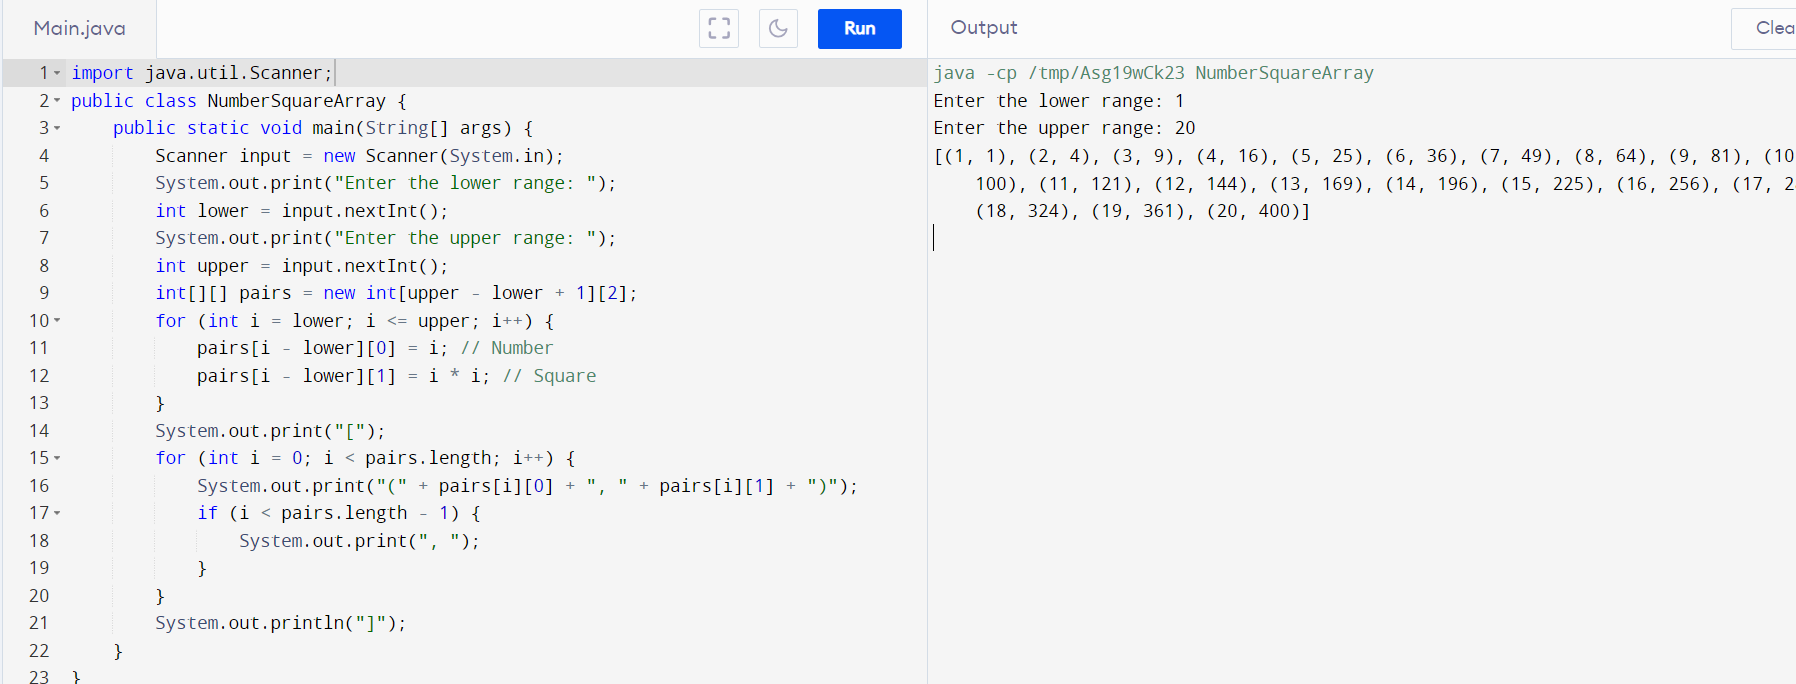 Main.java
Run
Output
1 import java.util.Scanner;
2 public class NumberSquareArray {
3 public static void main(String[] args) {
4 Scanner input = new Scanner(System.in);
5 System.out.print("Enter the lower range: ");
6 int lower = input.nextInt();
7 System.out.print("Enter the upper range: ");
8 int upper = input.nextInt();
9 int[][] pairs = new int[upper - lower + 1][2];
10 for (int i = lower; i <= upper; i++) {
11 pairs[i - lower][0] = i; // Number
12 pairs[i - lower][1] = i * i; // Square
13 }
14 System.out.print("[");
15 for (int i = 0; i < pairs.length; i++) {
16 System.out.print("(" + pairs[i][0] + ", " + pairs[i][1] + ")");
17 if (i < pairs.length - 1) {
18 System.out.print(", ");
19 }
20 }
21 System.out.println("]");
22 }
23 }
java -cp /tmp/Asg19wCk23 NumberSquareArray
Enter the lower range: 1
Enter the upper range: 20
[(1, 1), (2, 4), (3, 9), (4, 16), (5, 25), (6, 36), (7, 49), (8, 64), (9, 81), (10
100), (11, 121), (12, 144), (13, 169), (14, 196), (15, 225), (16, 256), (17, 
(18, 324), (19, 361), (20, 400)]